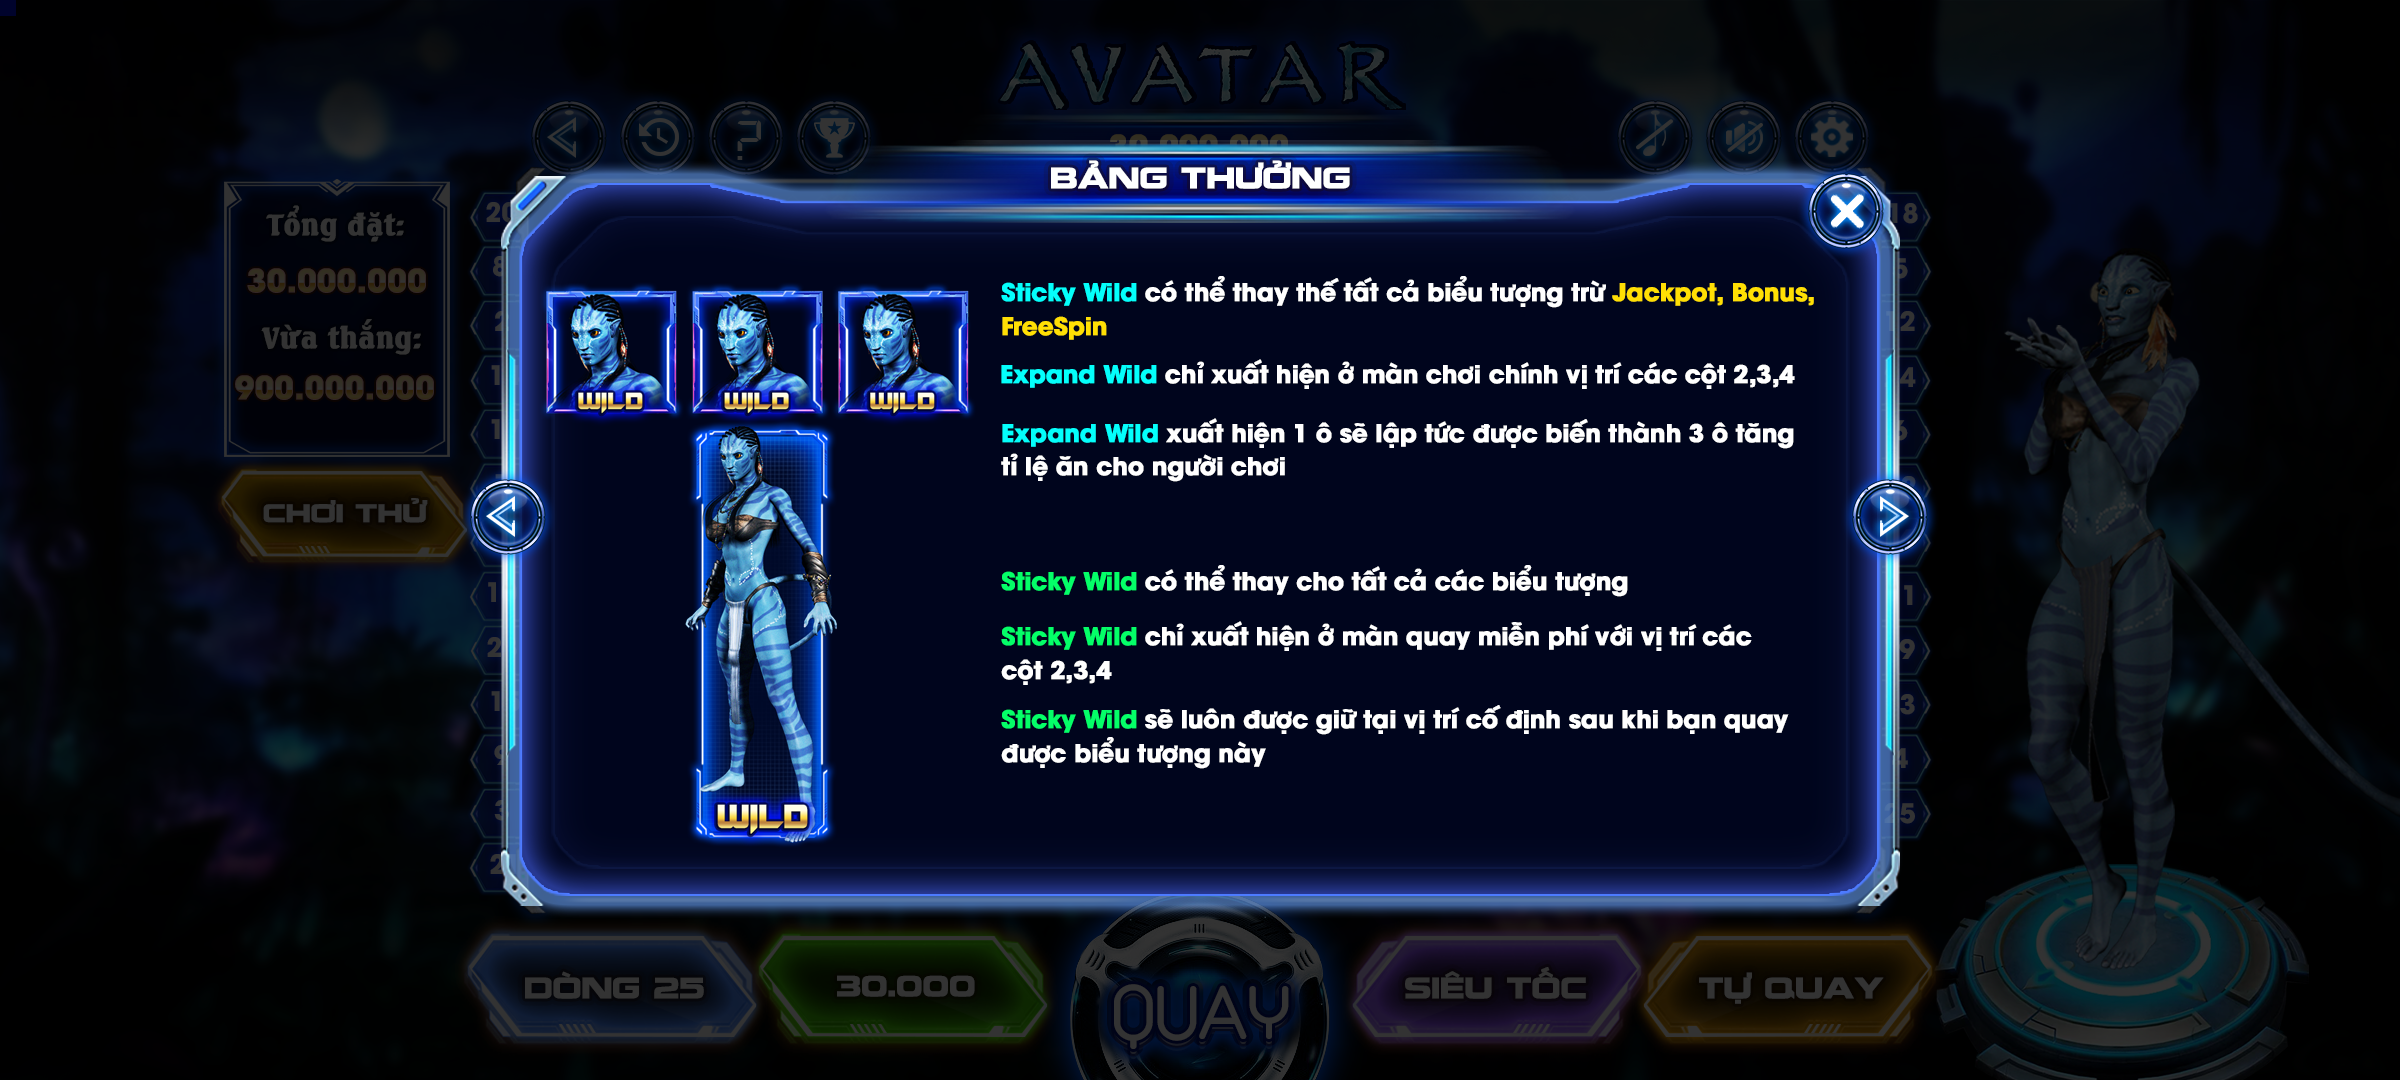 AVATAR
30.000.000
BẢNG THƯỞNG
Tổng đặt:
30.000.000
Vừa thắng:
900.000.000
CHƠI THỬ
WILD WILD WILD
WILD
Sticky Wild có thể thay thế tất cả biểu tượng trừ Jackpot, Bonus,
FreeSpin
Expand Wild chỉ xuất hiện ở màn chơi chính vị trí các cột 2,3,4
Expand Wild xuất hiện 1 ô sẽ lập tức được biến thành 3 ô tăng
tỉ lệ ăn cho người chơi
Sticky Wild có thể thay cho tất cả các biểu tượng
Sticky Wild chỉ xuất hiện ở màn quay miễn phí với vị trí các
cột 2,3,4
Sticky Wild sẽ luôn được giữ tại vị trí cố định sau khi bạn quay
được biểu tượng này
DÒNG 25
30.000
QUAY
SIÊU TỐC
TỰ QUAY